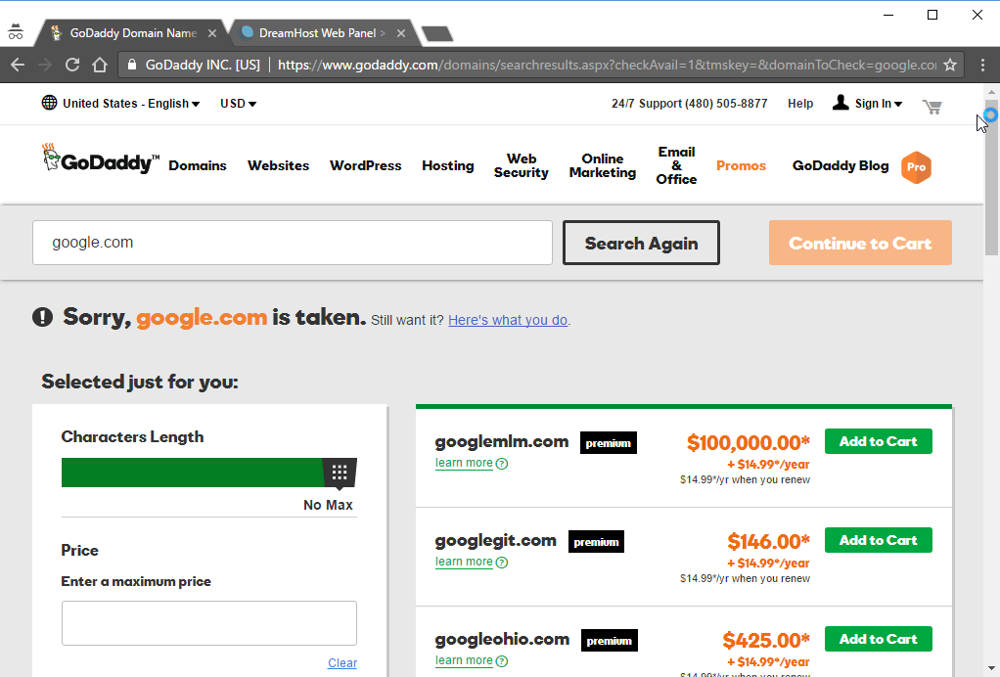 GoDaddy Domain Name
DreamHost Web Panel >
GoDaddy INC. [US] https://www.godaddy.com/domains/searchresults.aspx?checkAvail=1&tmskey=&domainToCheck=google.co
United States - English USD
24/7 Support (480) 505-8877 Help Sign In
GoDaddy™ Domains Websites WordPress Hosting Web Security Online Marketing Email & Office Promos GoDaddy Blog Pro
google.com Search Again Continue to Cart
Sorry, google.com is taken. Still want it? Here's what you do.
Selected just for you:
Characters Length
No Max
Price
Enter a maximum price
Clear
googlemlm.com premium $100,000.00* Add to Cart
learn more ? + $14.99*/year
$14.99*/yr when you renew
googlegit.com premium $146.00* Add to Cart
learn more ? + $14.99*/year
$14.99*/yr when you renew
googleohio.com premium $425.00* Add to Cart
learn more ? + $14.99*/year
$14.99*/yr when you renew